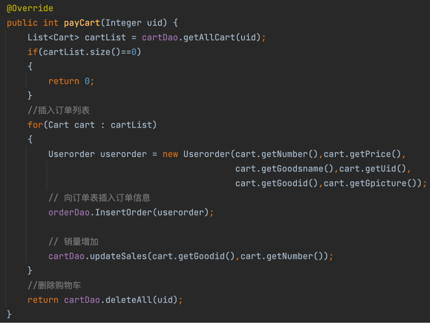 @Override
public int payCart(Integer uid) {
    List<Cart> cartList = cartDao.getAllCart(uid);
    if(cartList.size()==0)
    {
        return 0;
    }
    //插入订单列表
    for(Cart cart : cartList)
    {
        Userorder userorder = new Userorder(cart.getNumber(),cart.getPrice(),
                                            cart.getGoodsname(),cart.getUid(),
                                            cart.getGoodid(),cart.getGpicture());
        // 向订单表插入订单信息
        orderDao.InsertOrder(userorder);

        // 销量增加
        cartDao.updateSales(cart.getGoodid(),cart.getNumber());
    }
    //删除购物车
    return cartDao.deleteAll(uid);
}